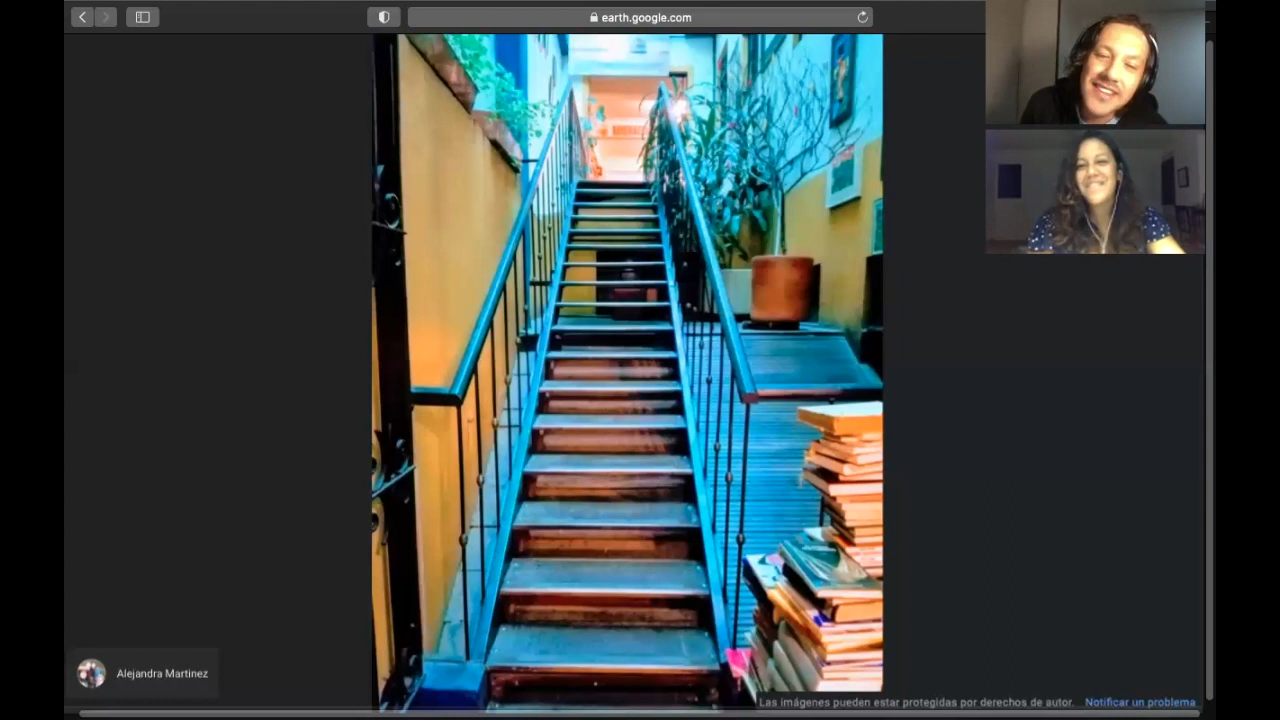 earth.google.com
Alejandra Martinez
Las imágenes pueden estar protegidas por derechos de autor. Notificar un problema